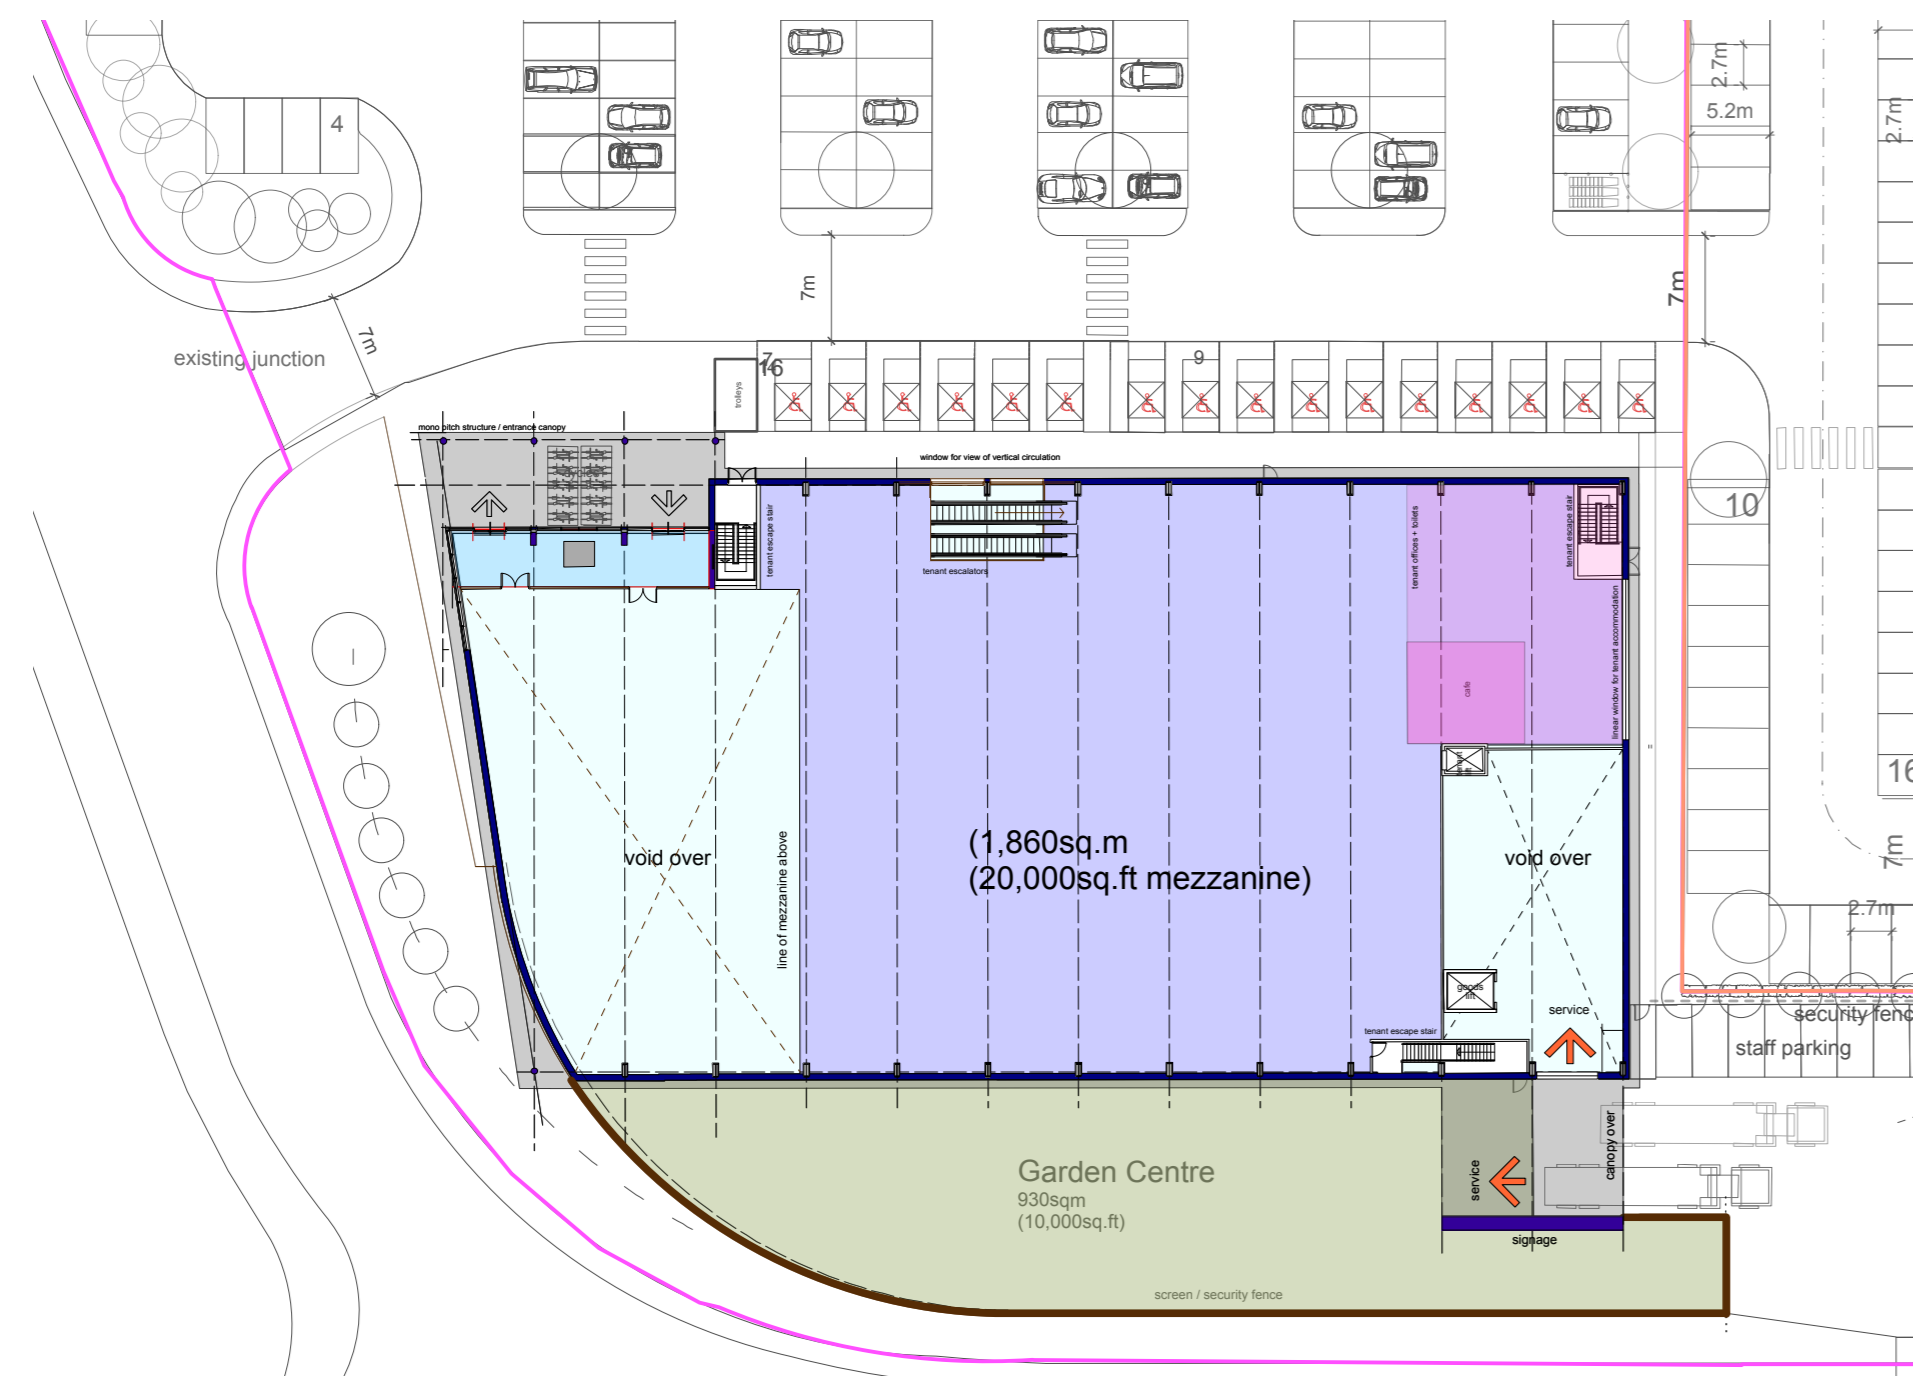 4
2.7m
5.2m
2.7m
7m
7m
7m
existing junction
16
9
trolleys
mono pitch structure / entrance canopy
window for view of vertical circulation
10
tenant escape stair
tenant escalators
tenant offices + toilets
tenant escape stair
linear window for tenant accommodation
cafe
tenant lift
16
void over
line of mezzanine above
(1,860sq.m
(20,000sq.ft mezzanine)
void over
7m
2.7m
goods
lift
service
security fenc
staff parking
tenant escape stair
canopy over
service
Garden Centre
930sqm
(10,000sq.ft)
signage
screen / security fence